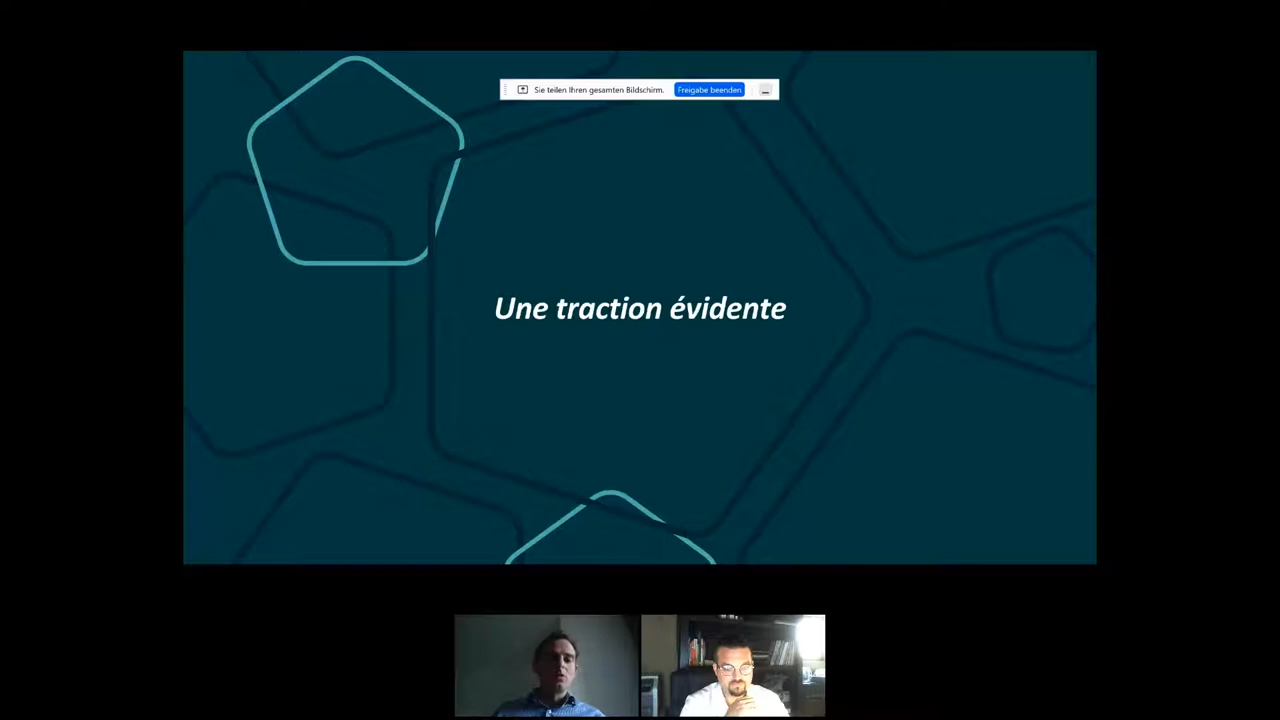 Sie teilen Ihren gesamten Bildschirm.
Freigabe beenden
Une traction évidente